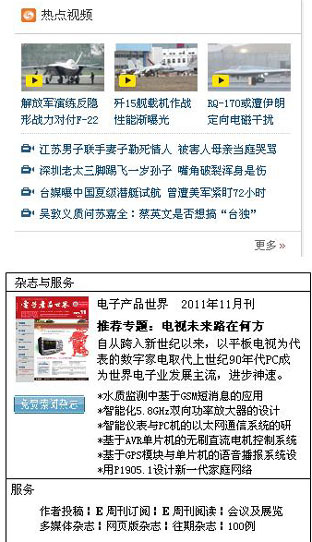 热点视频
解放军演练反隐 歼15舰载机作战 RQ-170或遭伊朗
形战力对付F-22 性能渐曝光 定向电磁干扰
江苏男子联手妻子勒死情人 被害人母亲当庭骂
深圳老太三脚踢飞一岁孙子 嘴角破裂浑身是伤
台媒曝中国夏级潜艇试航 曾遭美军紧盯72小时
吴敦义质问苏嘉全：蔡英文是否想搞“台独”
更多 »
杂志与服务
电子产品世界 2011年11月刊
推荐专题：电视未来路在何方
自从跨入新世纪以来，以平板电视为代
表的数字家电取代上世纪90年代PC成
为世界电子业发展主流，进步神速。
免费索阅杂志
*水质监测中基于GSM短消息的应用
*智能化5.8GHz双向功率放大器的设计
*智能仪表与PC机的以太网通信系统的研
*基于AVR单片机的无刷直流电机控制系统
*基于GPS模块与单片机的语音播报系统设
*用P1905.1设计新一代家庭网络
服务
作者投稿 ¦ E 周刊订阅 ¦ E 周刊阅读 ¦ 会议及展览
多媒体杂志 ¦ 网页版杂志 ¦ 往期杂志 ¦ 100例